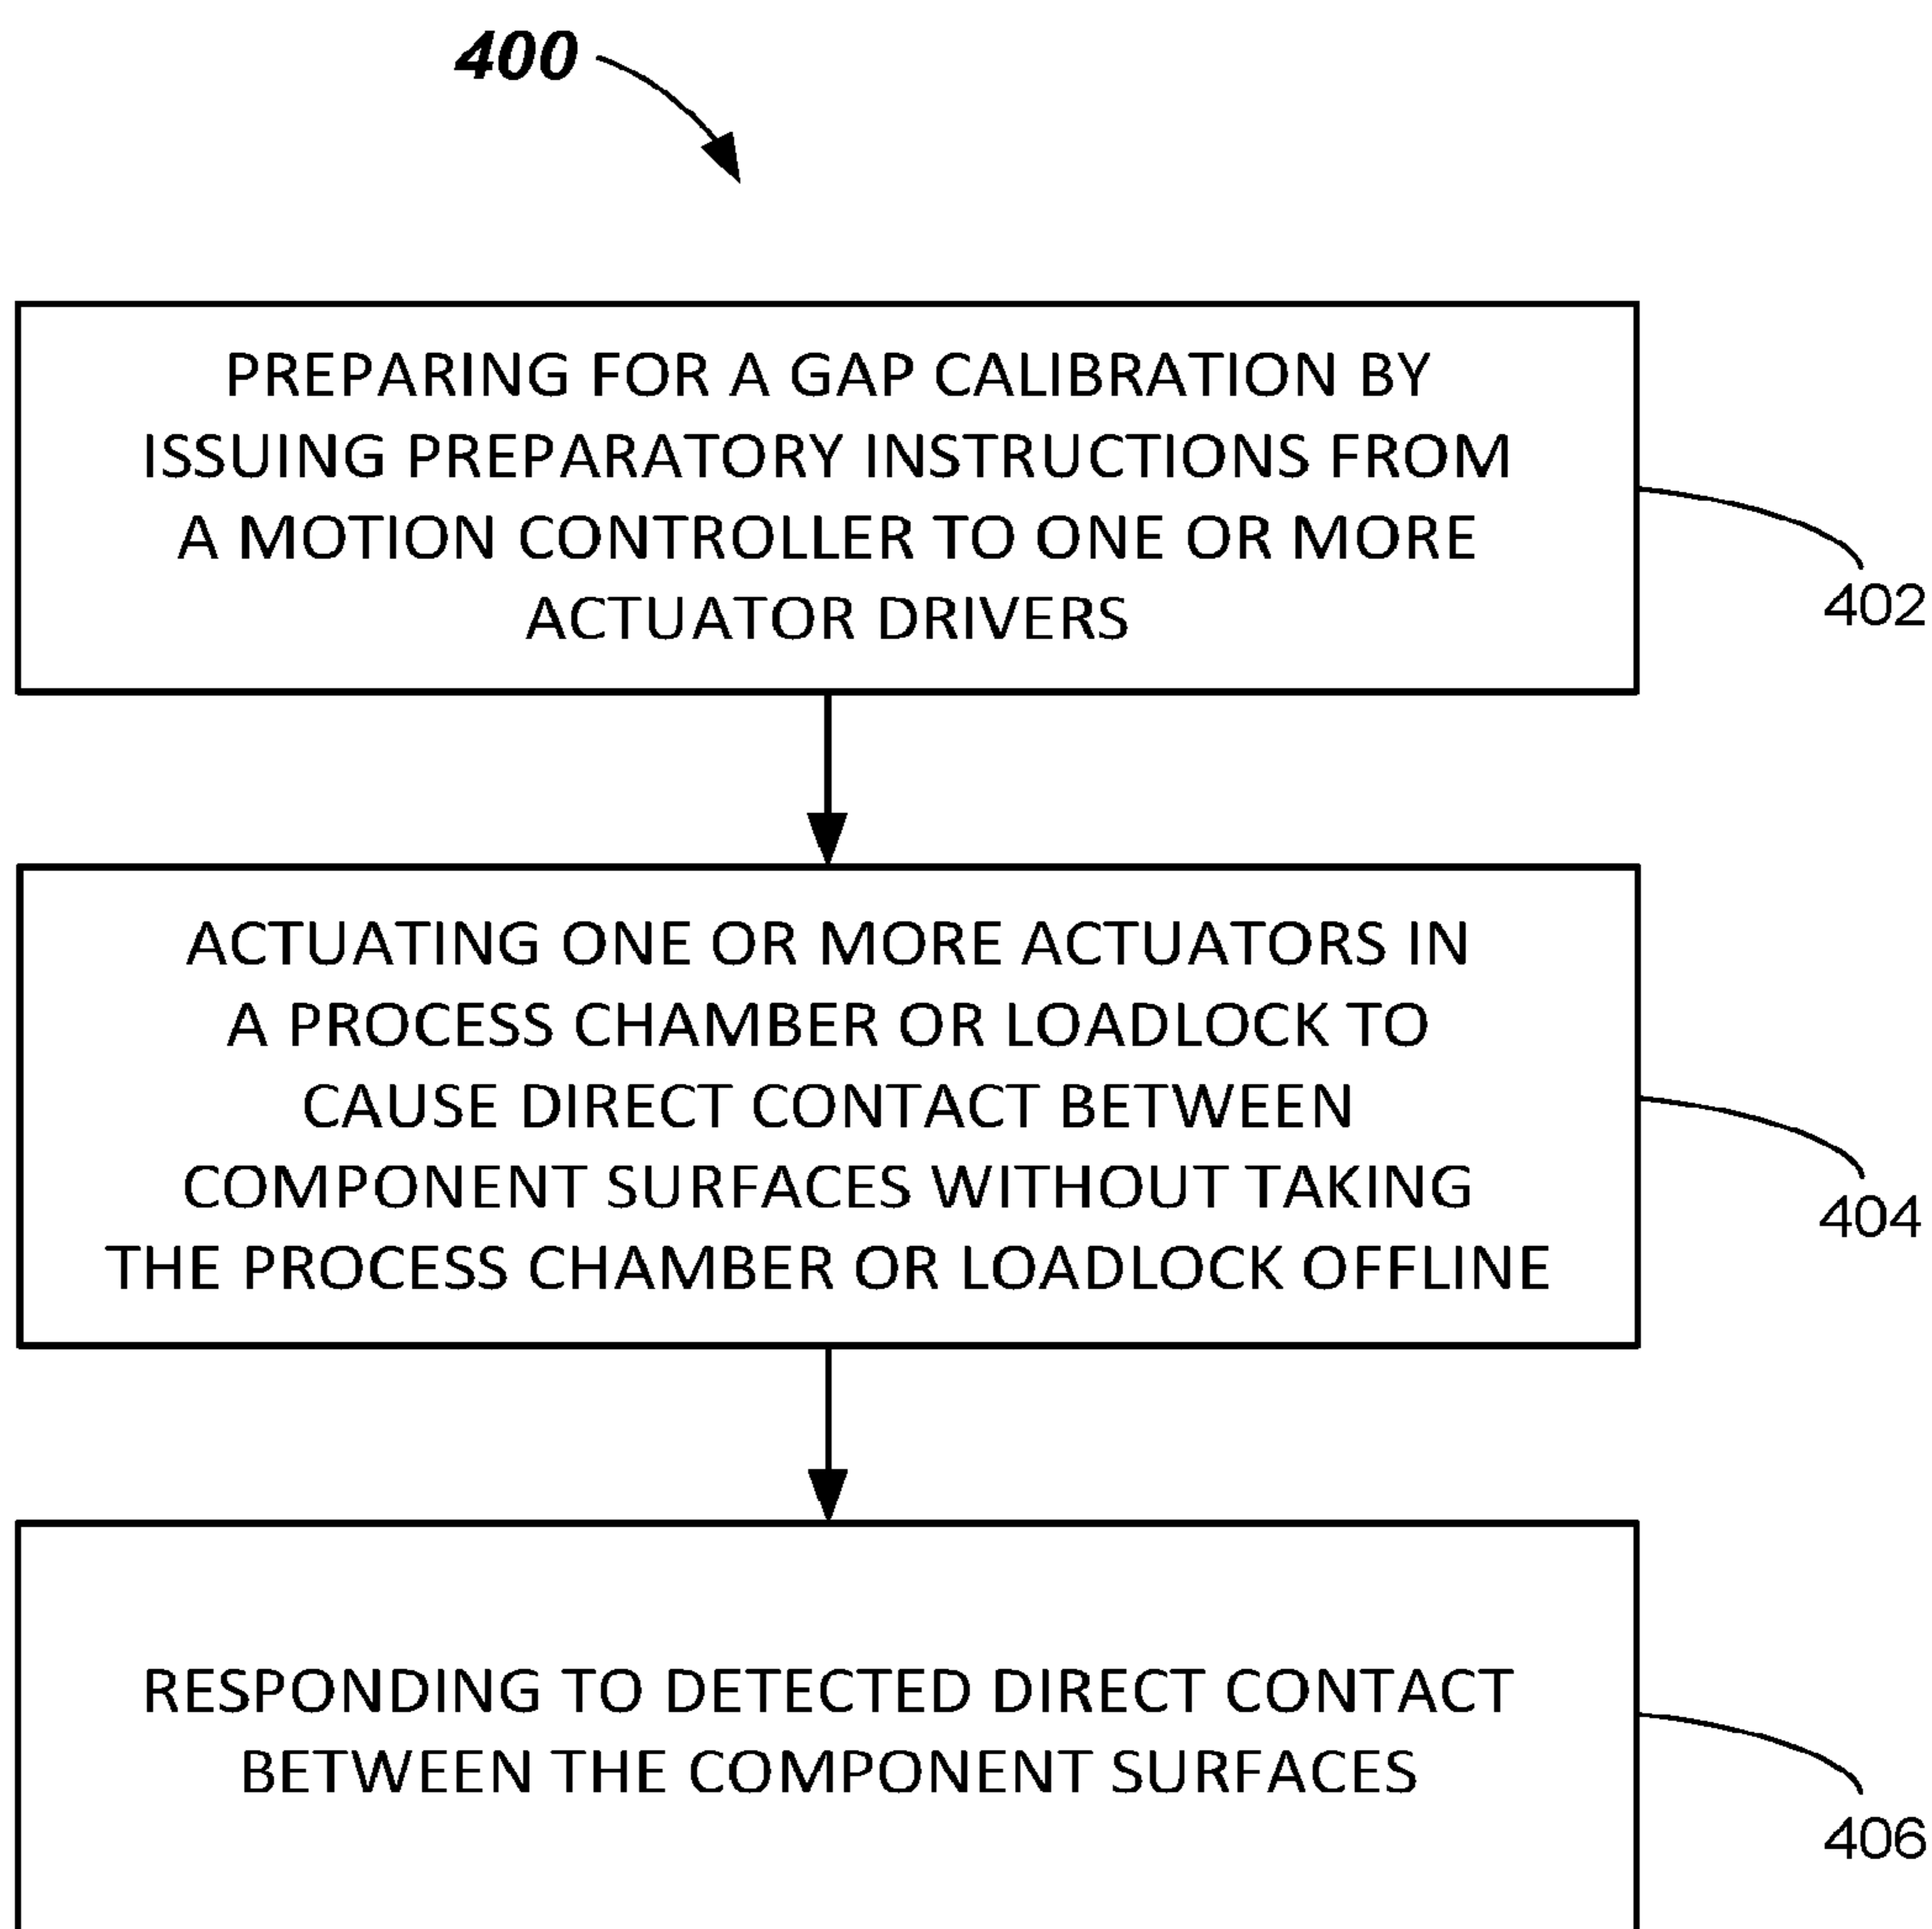 400
PREPARING FOR A GAP CALIBRATION BY
ISSUING PREPARATORY INSTRUCTIONS FROM
A MOTION CONTROLLER TO ONE OR MORE
ACTUATOR DRIVERS
402
ACTUATING ONE OR MORE ACTUATORS IN
A PROCESS CHAMBER OR LOADLOCK TO
CAUSE DIRECT CONTACT BETWEEN
COMPONENT SURFACES WITHOUT TAKING
THE PROCESS CHAMBER OR LOADLOCK OFFLINE
404
RESPONDING TO DETECTED DIRECT CONTACT
BETWEEN THE COMPONENT SURFACES
406